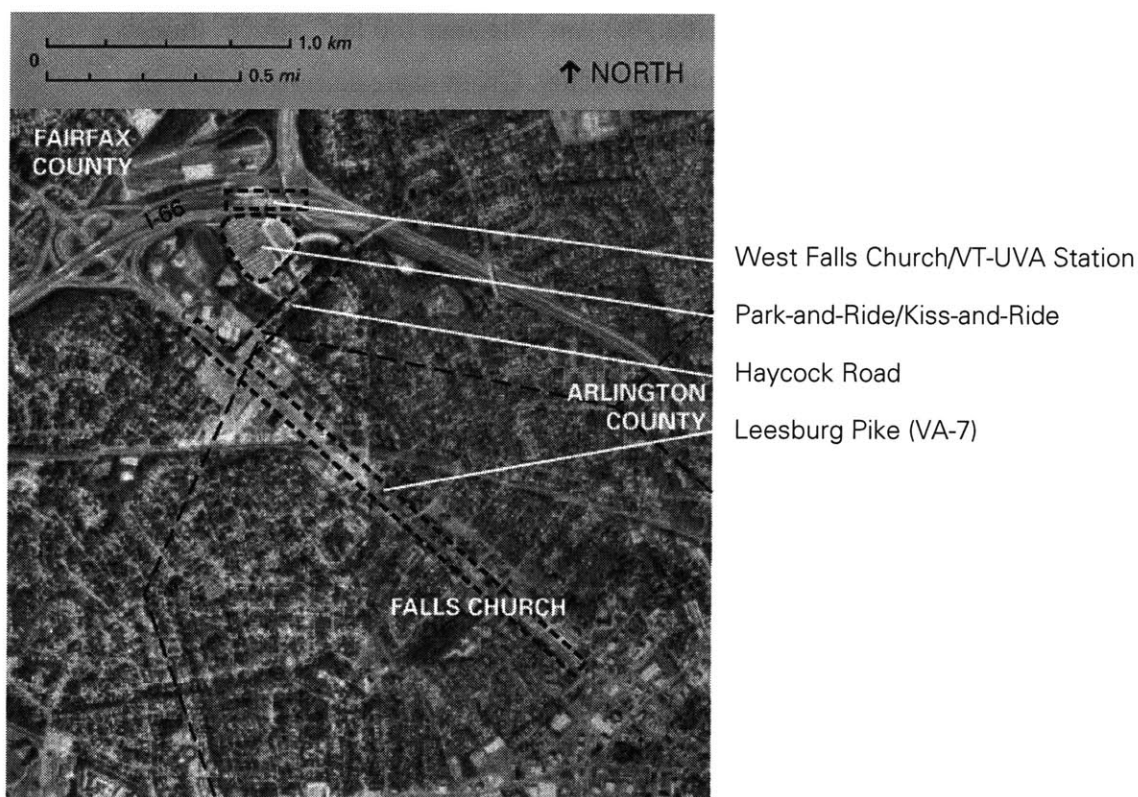 1.0 km
0
0.5 mi
↑ NORTH
FAIRFAX
COUNTY
I-66
West Falls Church/VT-UVA Station
Park-and-Ride/Kiss-and-Ride
Haycock Road
ARLINGTON
COUNTY
Leesburg Pike (VA-7)
FALLS CHURCH